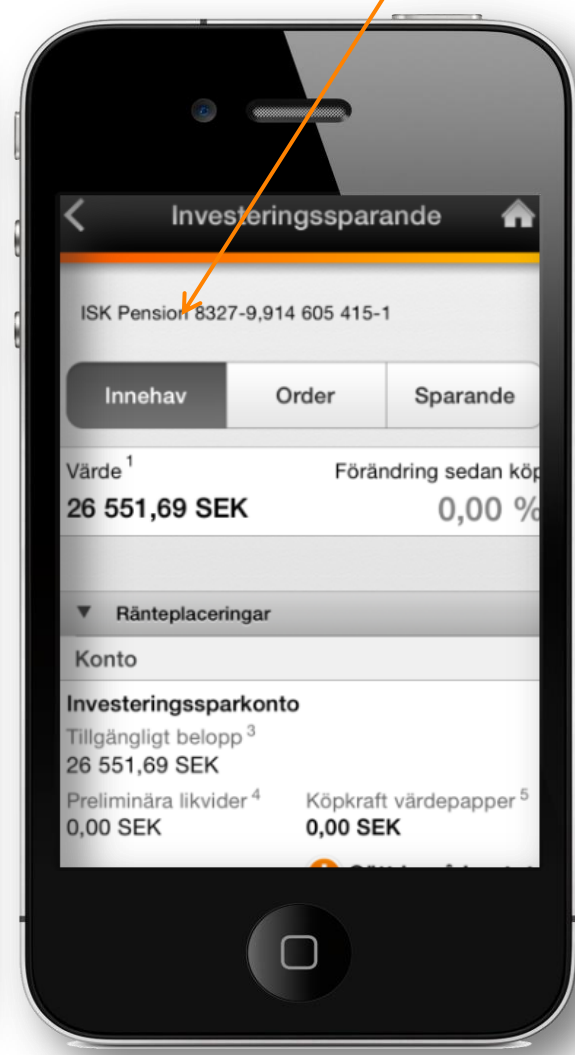 Investeringssparande
ISK Pension 8327-9,914 605 415-1
Innehav Order Sparande
Värde 1 Förändring sedan köp
26 551,69 SEK 0,00 %
Ränteplaceringar
Konto
Investeringssparkonto
Tillgängligt belopp 3
26 551,69 SEK
Preliminära likvider 4 Köpkraft värdepapper 5
0,00 SEK 0,00 SEK